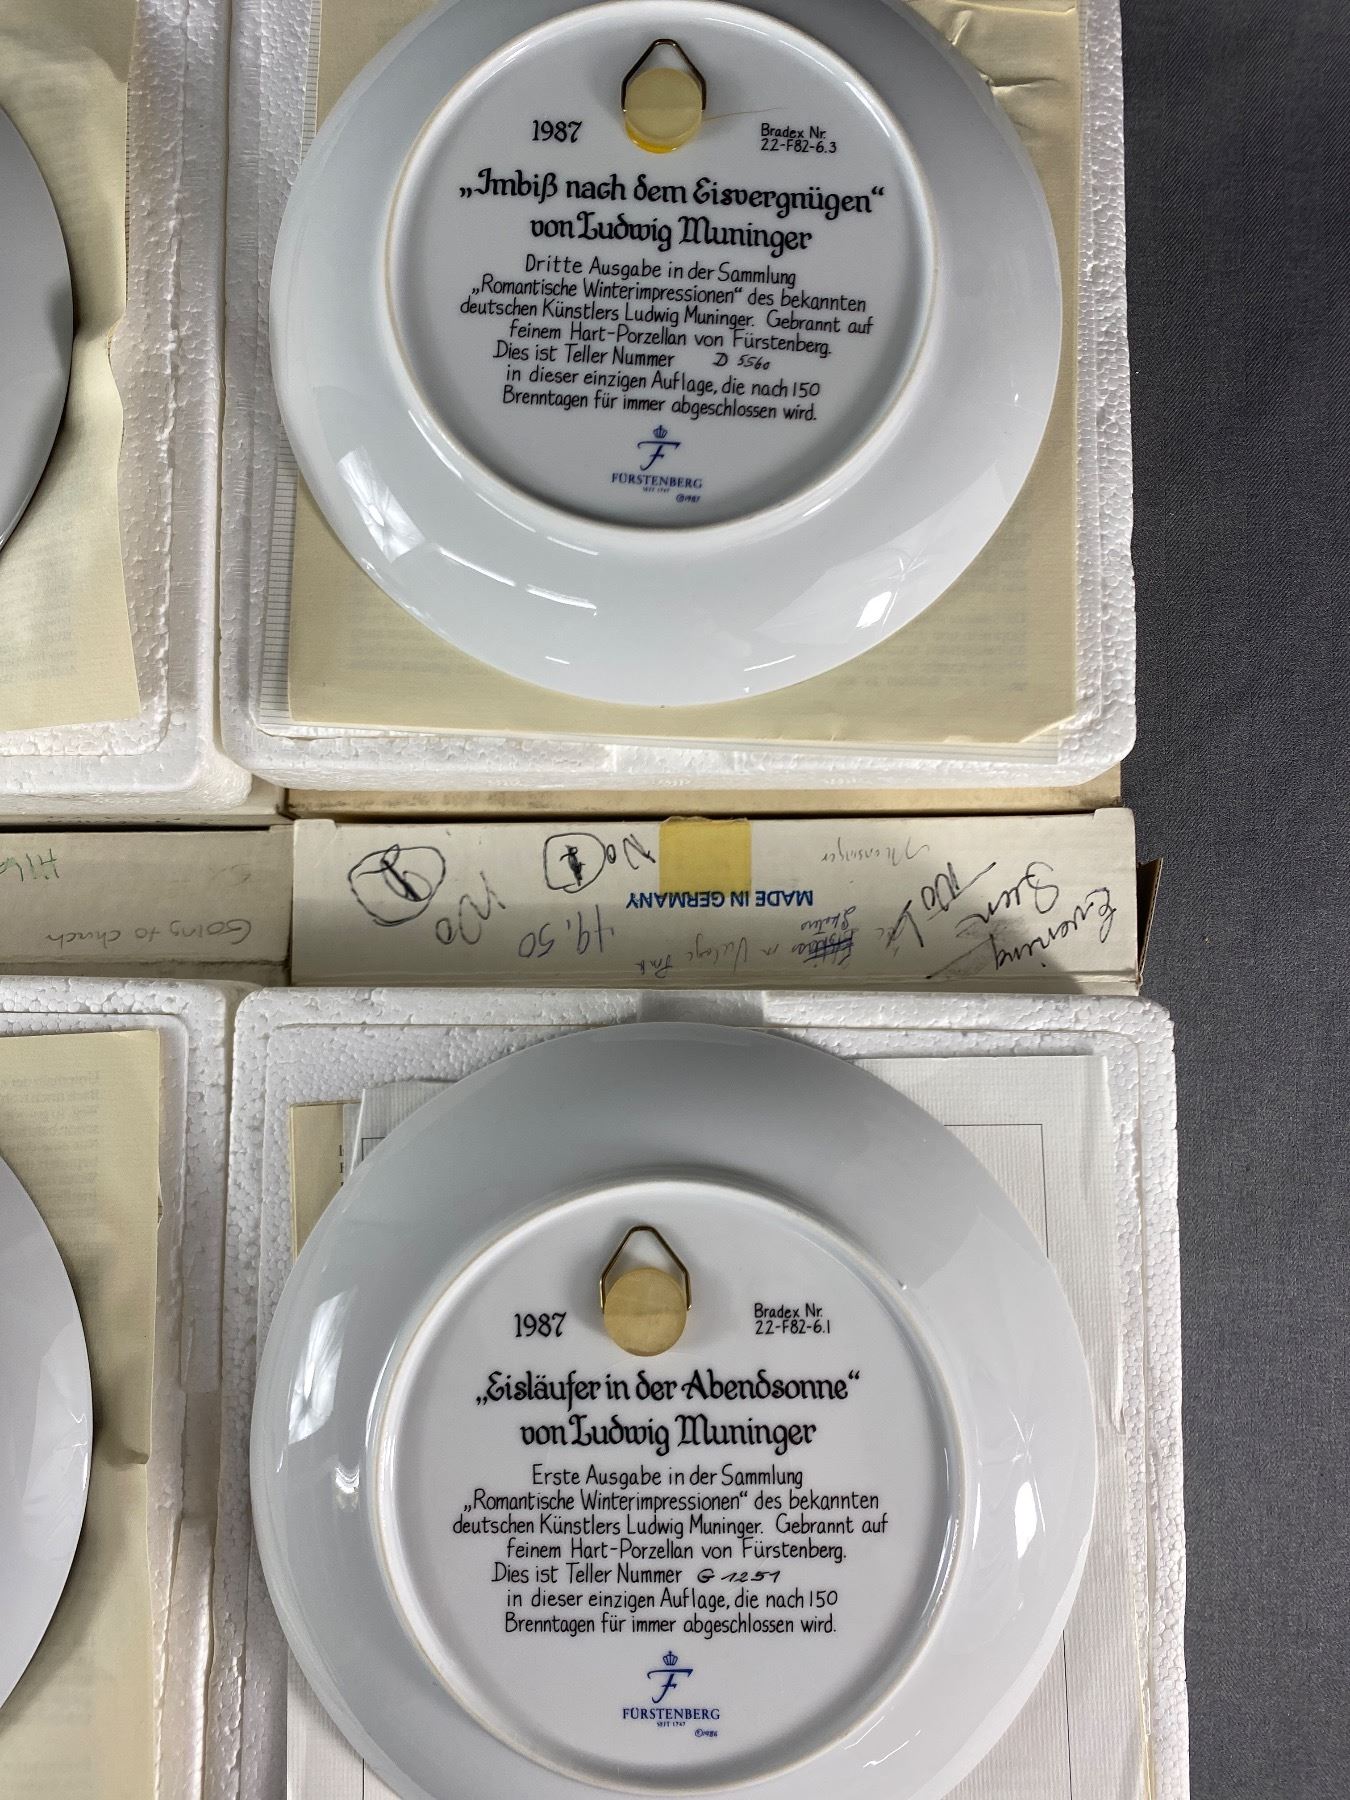 1987
Bradex Nr.
22-F82-6.3
„Imbiß nach dem Eisvergnügen“
von Ludwig Muninger
Dritte Ausgabe in der Sammlung
„Romantische Winterimpressionen“ des bekannten
deutschen Künstlers Ludwig Muninger. Gebrannt auf
feinem Hart-Porzellan von Fürstenberg.
Dies ist Teller Nummer D 5560
in dieser einzigen Auflage, die nach 150
Brenntagen für immer abgeschlossen wird.
F
FÜRSTENBERG
SEIT 1747
©1987
No 1
MADE IN GERMANY
49,50
Evening
Going to church
1987
Bradex Nr.
22-F82-6.1
„Eisläufer in der Abendsonne“
von Ludwig Muninger
Erste Ausgabe in der Sammlung
„Romantische Winterimpressionen“ des bekannten
deutschen Künstlers Ludwig Muninger. Gebrannt auf
feinem Hart-Porzellan von Fürstenberg.
Dies ist Teller Nummer G 1251
in dieser einzigen Auflage, die nach 150
Brenntagen für immer abgeschlossen wird.
F
FÜRSTENBERG
SEIT 1747
©1986